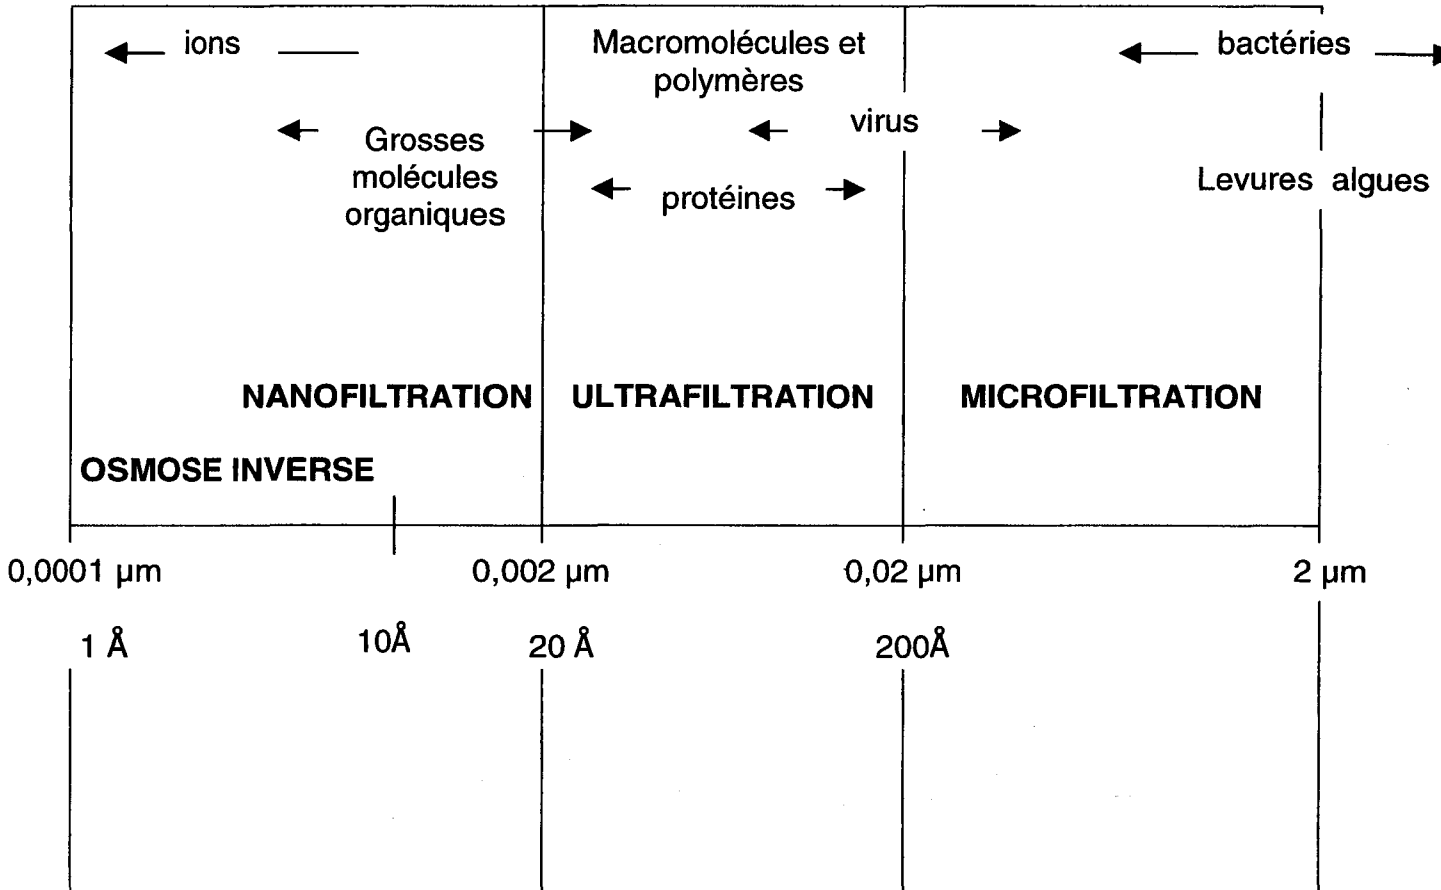 ions
Macromolécules et
polymères
bactéries
Grosses
molécules
organiques
virus
protéines
Levures algues
NANOFILTRATION
ULTRAFILTRATION
MICROFILTRATION
OSMOSE INVERSE
0,0001 µm
0,002 µm
0,02 µm
2 µm
1 Å
10Å
20 Å
200Å